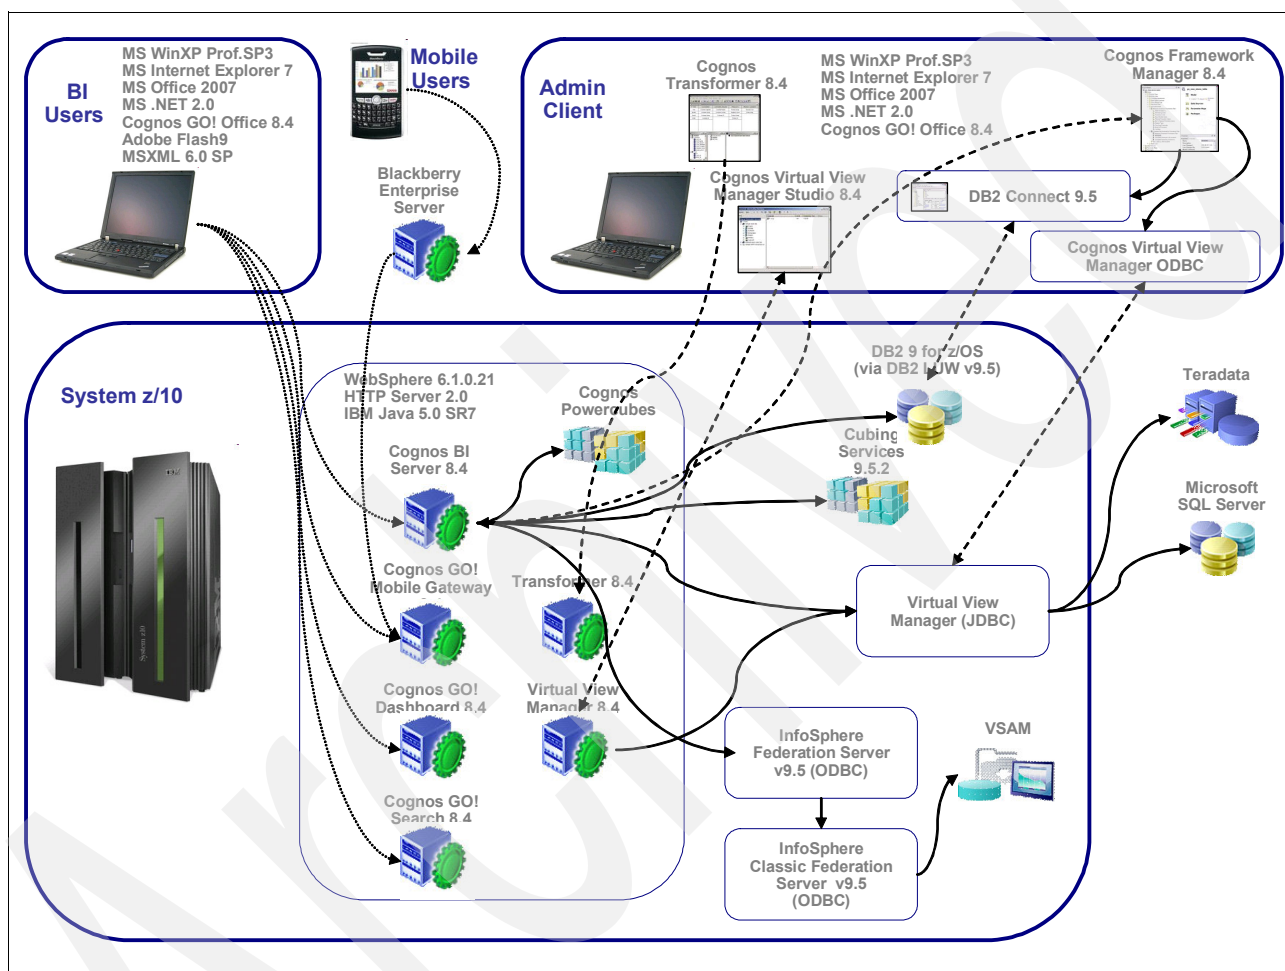 BI
Users
MS WinXP Prof.SP3
MS Internet Explorer 7
MS Office 2007
MS .NET 2.0
Cognos GO! Office 8.4
Adobe Flash9
MSXML 6.0 SP
Mobile
Users
Blackberry
Enterprise
Server
Admin
Client
Cognos
Transformer 8.4
MS WinXP Prof.SP3
MS Internet Explorer 7
MS Office 2007
MS .NET 2.0
Cognos GO! Office 8.4
Cognos Framework
Manager 8.4
Cognos Virtual View
Manager Studio 8.4
DB2 Connect 9.5
Cognos Virtual View
Manager ODBC
System z/10
WebSphere 6.1.0.21
HTTP Server 2.0
IBM Java 5.0 SR7
Cognos
Powercubes
DB2 9 for z/OS
(via DB2 LUW v9.5)
Teradata
Cognos BI
Server 8.4
Cubing
Services
9.5.2
Microsoft
SQL Server
Cognos GO!
Mobile Gateway
Transformer 8.4
Virtual View
Manager (JDBC)
System z10
Cognos GO!
Dashboard 8.4
Virtual View
Manager 8.4
InfoSphere
Federation Server
v9.5 (ODBC)
VSAM
Cognos GO!
Search 8.4
InfoSphere
Classic Federation
Server v9.5
(ODBC)
Archived